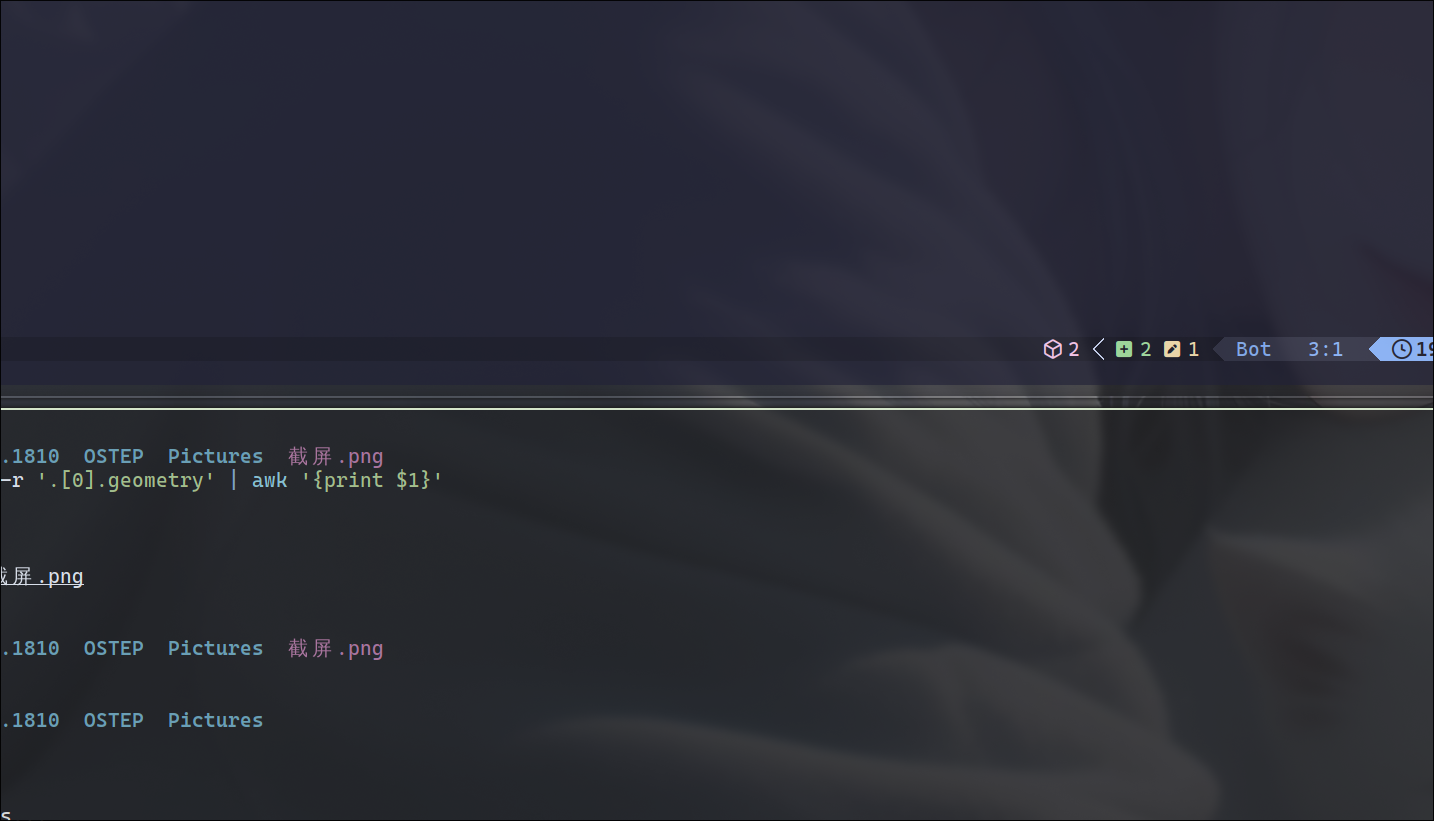 2 2 1 Bot 3:1 19
.1810 OSTEP Pictures 截屏.png
-r '.[0].geometry' | awk '{print $1}'
截屏.png
.1810 OSTEP Pictures 截屏.png
.1810 OSTEP Pictures
s